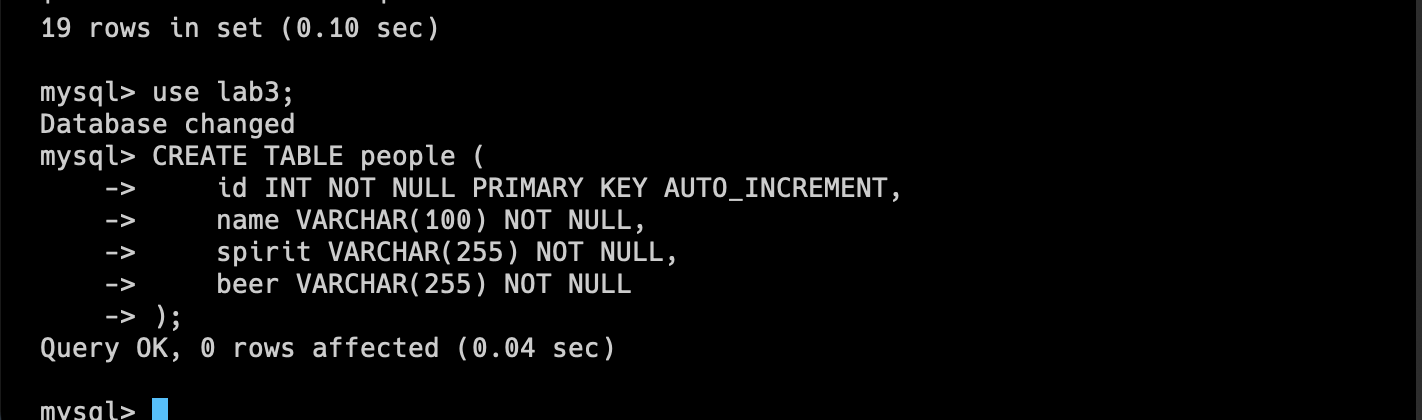 19 rows in set (0.10 sec)
mysql> use lab3;
Database changed
mysql> CREATE TABLE people (
    ->     id INT NOT NULL PRIMARY KEY AUTO_INCREMENT,
    ->     name VARCHAR(100) NOT NULL,
    ->     spirit VARCHAR(255) NOT NULL,
    ->     beer VARCHAR(255) NOT NULL
    -> );
Query OK, 0 rows affected (0.04 sec)
mysql>